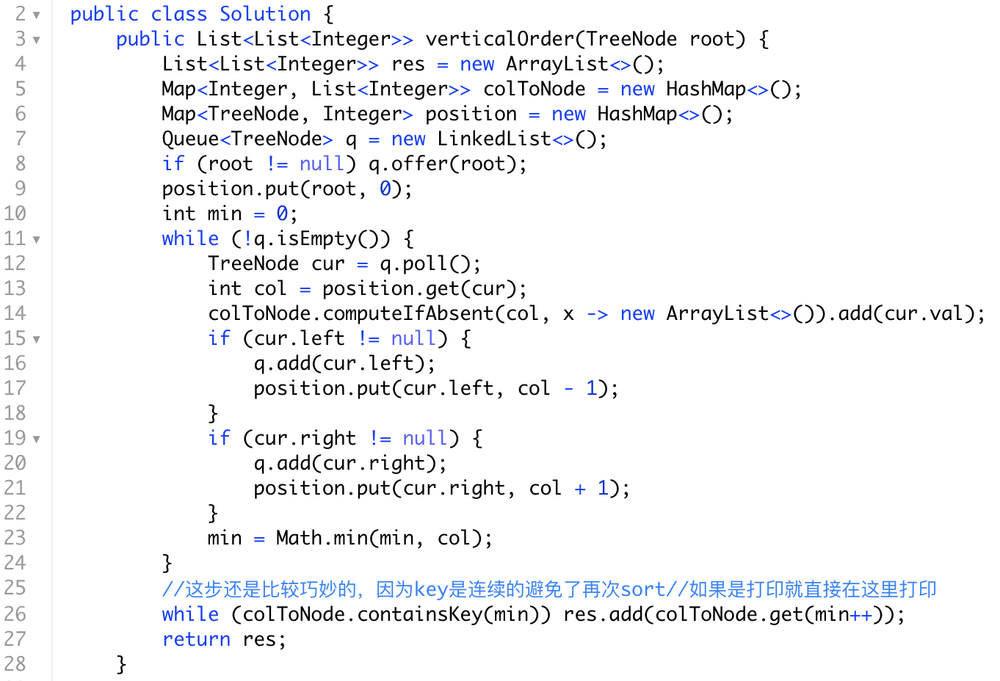 2 ▼ public class Solution {
3 ▼     public List<List<Integer>> verticalOrder(TreeNode root) {
4         List<List<Integer>> res = new ArrayList<>();
5         Map<Integer, List<Integer>> colToNode = new HashMap<>();
6         Map<TreeNode, Integer> position = new HashMap<>();
7         Queue<TreeNode> q = new LinkedList<>();
8         if (root != null) q.offer(root);
9         position.put(root, 0);
10         int min = 0;
11 ▼         while (!q.isEmpty()) {
12             TreeNode cur = q.poll();
13             int col = position.get(cur);
14             colToNode.computeIfAbsent(col, x -> new ArrayList<>()).add(cur.val);
15 ▼             if (cur.left != null) {
16                 q.add(cur.left);
17                 position.put(cur.left, col - 1);
18             }
19 ▼             if (cur.right != null) {
20                 q.add(cur.right);
21                 position.put(cur.right, col + 1);
22             }
23             min = Math.min(min, col);
24         }
25         //这步还是比较巧妙的，因为key是连续的避免了再次sort//如果是打印就直接在这里打印
26         while (colToNode.containsKey(min)) res.add(colToNode.get(min++));
27         return res;
28     }